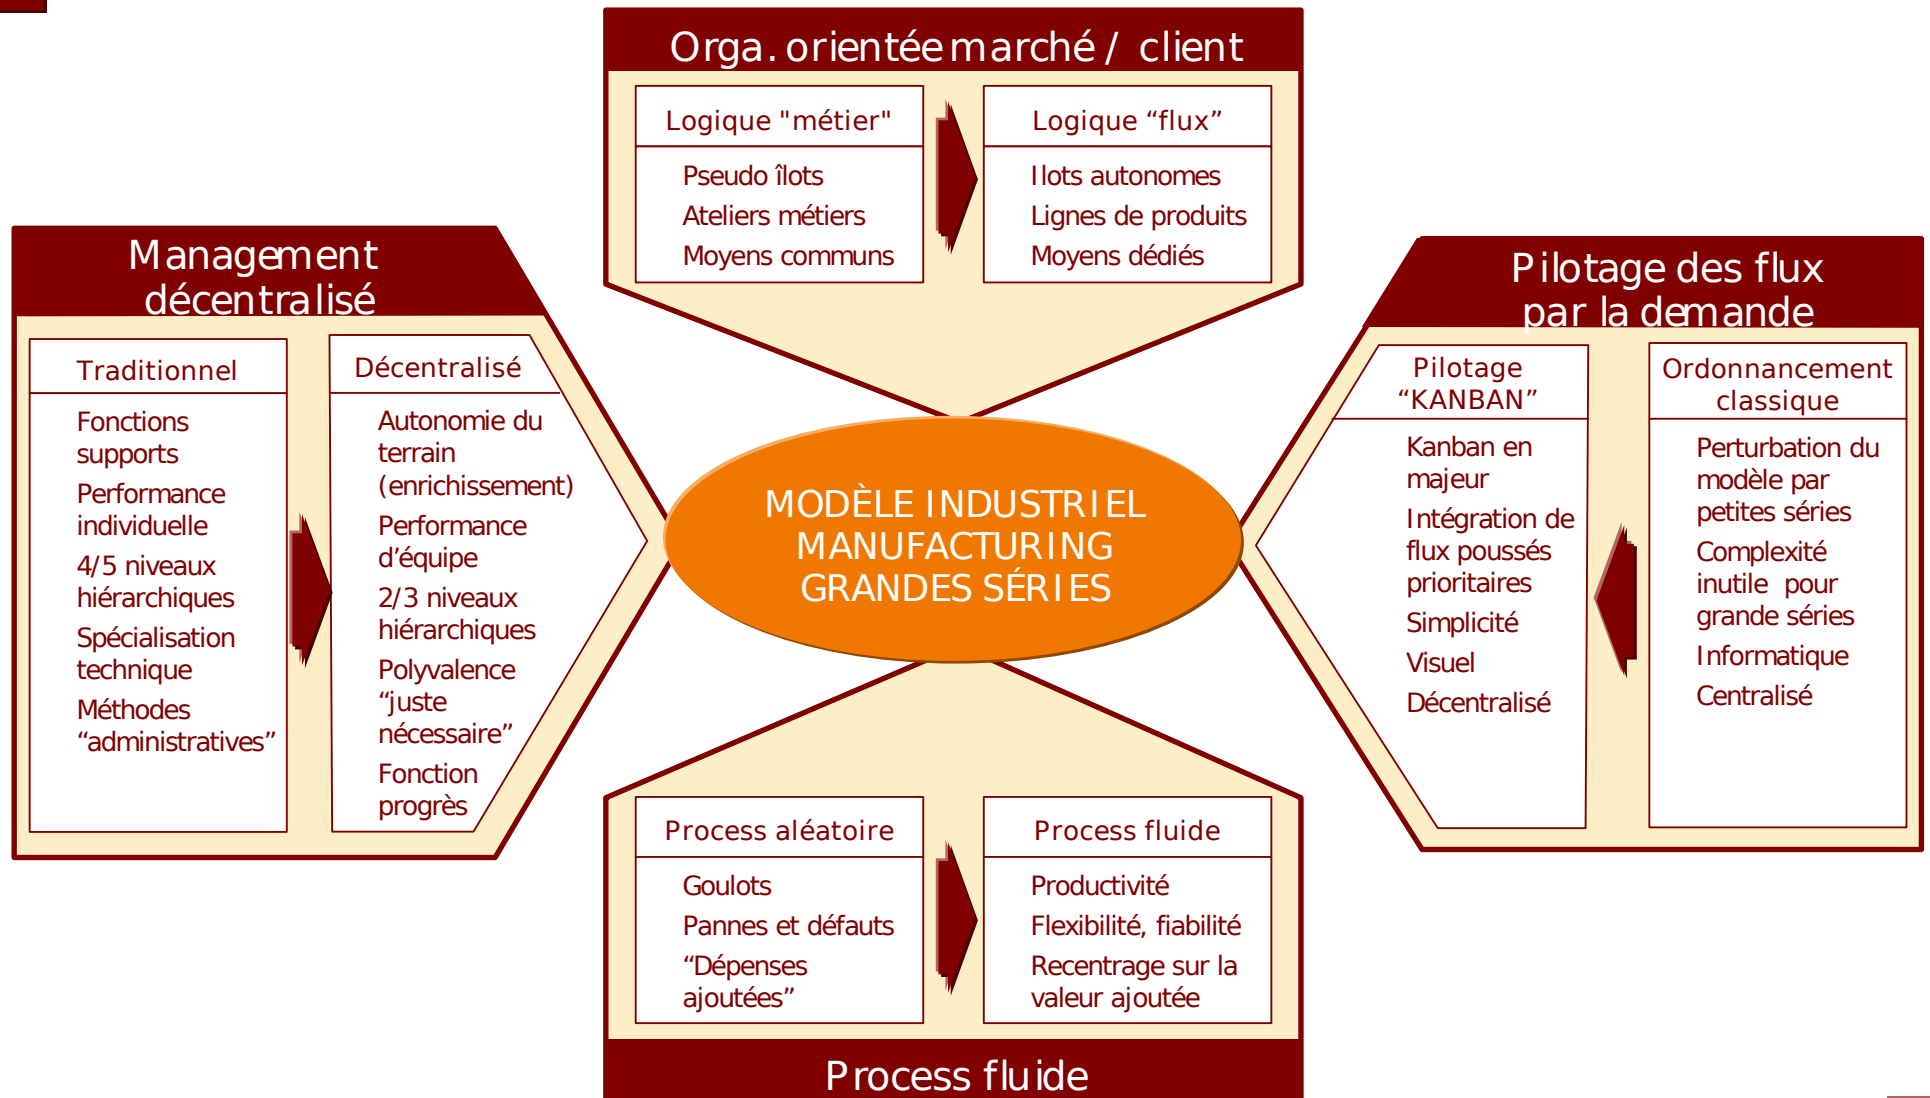 Orga. orientée marché / client
Logique "métier"
Pseudo îlots
Ateliers métiers
Moyens communs
Logique “flux”
Ilots autonomes
Lignes de produits
Moyens dédiés
Management
décentralisé
Traditionnel
Fonctions
supports
Performance
individuelle
4/5 niveaux
hiérarchiques
Spécialisation
technique
Méthodes
“administratives”
Décentralisé
Autonomie du
terrain
(enrichissement)
Performance
d’équipe
2/3 niveaux
hiérarchiques
Polyvalence
“juste
nécessaire”
Fonction
progrès
MODÈLE INDUSTRIEL
MANUFACTURING
GRANDES SÉRIES
Pilotage des flux
par la demande
Pilotage
“KANBAN”
Kanban en
majeur
Intégration de
flux poussés
prioritaires
Simplicité
Visuel
Décentralisé
Ordonnancement
classique
Perturbation du
modèle par
petites séries
Complexité
inutile pour
grande séries
Informatique
Centralisé
Process aléatoire
Goulots
Pannes et défauts
“Dépenses
ajoutées”
Process fluide
Productivité
Flexibilité, fiabilité
Recentrage sur la
valeur ajoutée
Process fluide